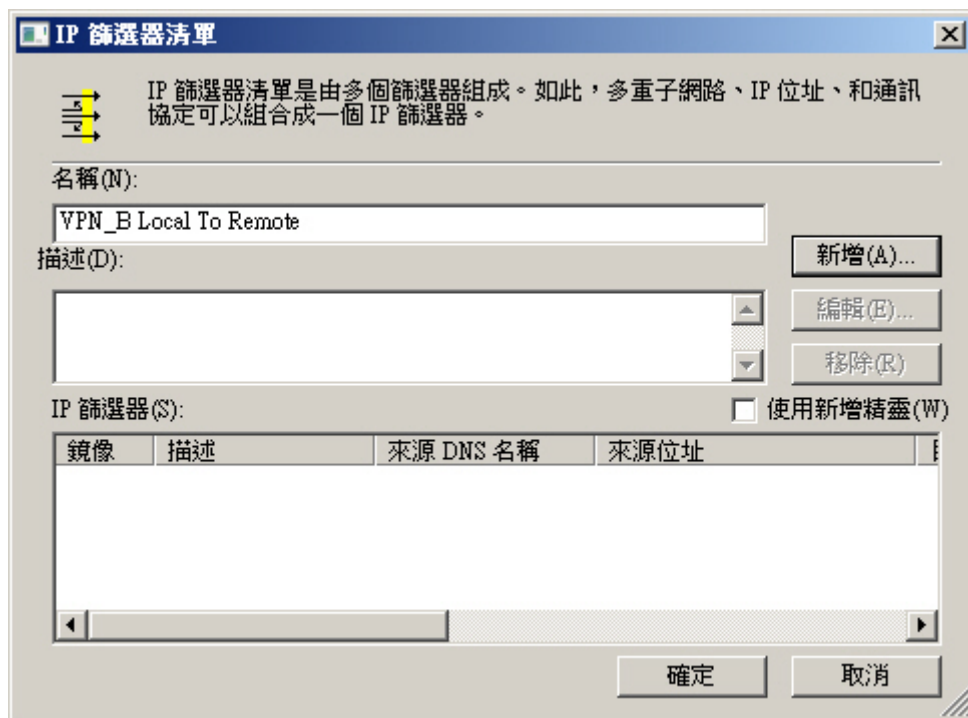 IP 篩選器清單
IP 篩選器清單是由多個篩選器組成。如此，多重子網路、IP 位址、和通訊
協定可以組合成一個 IP 篩選器。
名稱(N):
VPN_B Local To Remote
描述(D):
新增(A)...
編輯(E)...
移除(R)
IP 篩選器(S):
使用新增精靈(W)
鏡像 描述 來源 DNS 名稱 來源位址
確定 取消